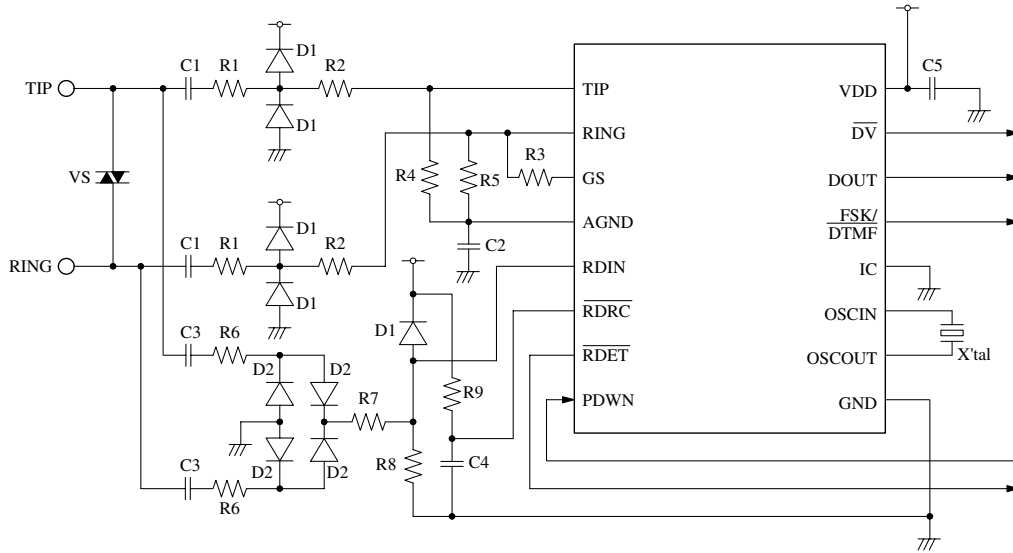 TIP
C1
R1
D1
D1
R2
VS
RING
C1
R1
D1
D1
R2
C3
R6
D2
D2
D2
D2
C3
R6
R7
R8
D1
R9
C4
R4
R5
R3
C2
TIP
RING
GS
AGND
RDIN
RDRC
RDET
PDWN
VDD
DV
DOUT
FSK/
DTMF
IC
OSCIN
OSCOUT
GND
C5
X'tal